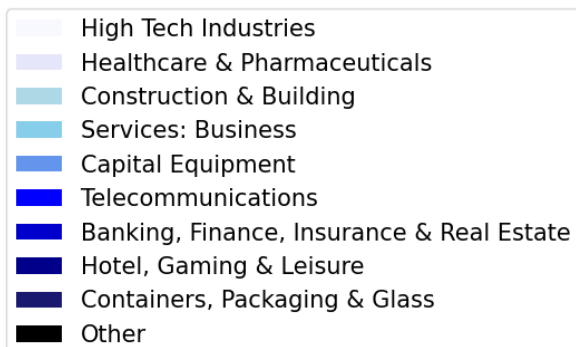 High Tech Industries
Healthcare & Pharmaceuticals
Construction & Building
Services: Business
Capital Equipment
Telecommunications
Banking, Finance, Insurance & Real Estate
Hotel, Gaming & Leisure
Containers, Packaging & Glass
Other